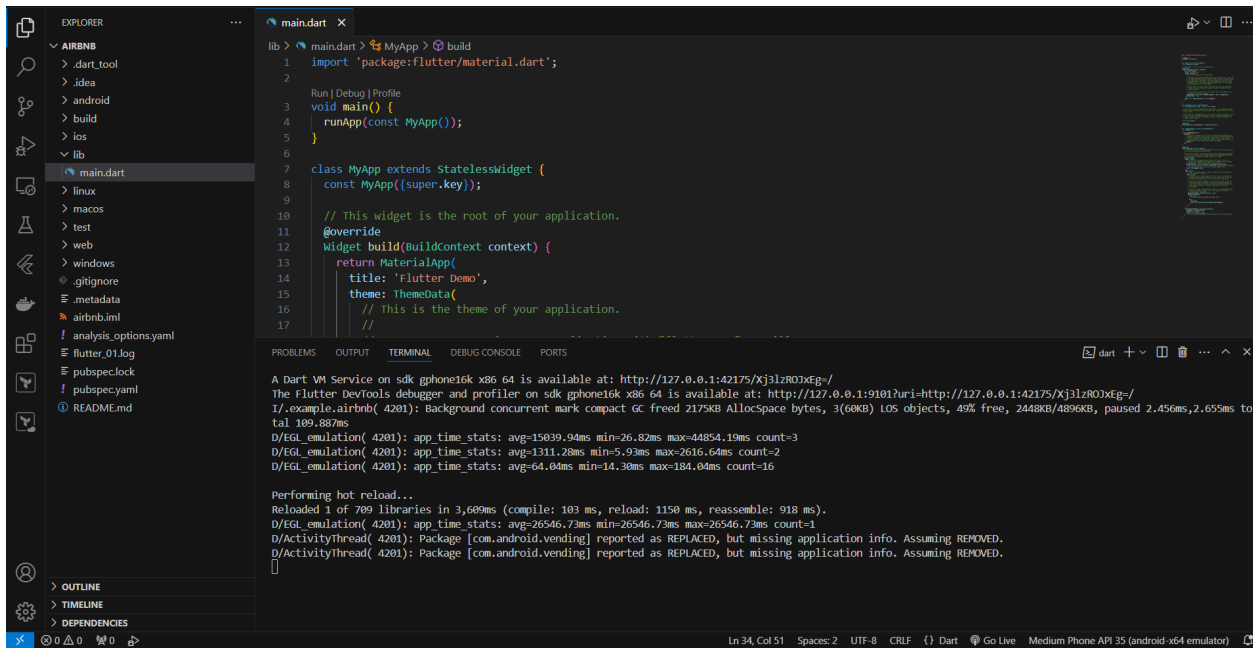 EXPLORER
AIRBNB
.dart_tool
.idea
android
build
ios
lib
main.dart
linux
macos
test
web
windows
.gitignore
.metadata
airbnb.iml
analysis_options.yaml
flutter_01.log
pubspec.lock
pubspec.yaml
README.md
OUTLINE
TIMELINE
DEPENDENCIES
main.dart
lib > main.dart > MyApp > build
1 import 'package:flutter/material.dart';
2
Run | Debug | Profile
3 void main() {
4 runApp(const MyApp());
5 }
6
7 class MyApp extends StatelessWidget {
8 const MyApp({super.key});
9
10 // This widget is the root of your application.
11 @override
12 Widget build(BuildContext context) {
13 return MaterialApp(
14 title: 'Flutter Demo',
15 theme: ThemeData(
16 // This is the theme of your application.
17 //
PROBLEMS OUTPUT TERMINAL DEBUG CONSOLE PORTS
dart
A Dart VM Service on sdk gphone16k x86 64 is available at: http://127.0.0.1:42175/Xj3lzROJxEg=/
The Flutter DevTools debugger and profiler on sdk gphone16k x86 64 is available at: http://127.0.0.1:9101?uri=http://127.0.0.1:42175/Xj3lzROJxEg=/
I/.example.airbnb( 4201): Background concurrent mark compact GC freed 2175KB AllocSpace bytes, 3(60KB) LOS objects, 49% free, 2448KB/4896KB, paused 2.456ms,2.655ms to
tal 109.887ms
D/EGL_emulation( 4201): app_time_stats: avg=15039.94ms min=26.82ms max=44854.19ms count=3
D/EGL_emulation( 4201): app_time_stats: avg=1311.28ms min=5.93ms max=2616.64ms count=2
D/EGL_emulation( 4201): app_time_stats: avg=64.04ms min=14.30ms max=184.04ms count=16
Performing hot reload...
Reloaded 1 of 709 libraries in 3,609ms (compile: 103 ms, reload: 1150 ms, reassemble: 918 ms).
D/EGL_emulation( 4201): app_time_stats: avg=26546.73ms min=26546.73ms max=26546.73ms count=1
D/ActivityThread( 4201): Package [com.android.vending] reported as REPLACED, but missing application info. Assuming REMOVED.
D/ActivityThread( 4201): Package [com.android.vending] reported as REPLACED, but missing application info. Assuming REMOVED.
0 0 0 Ln 34, Col 51 Spaces: 2 UTF-8 CRLF {} Dart Go Live Medium Phone API 35 (android-x64 emulator)